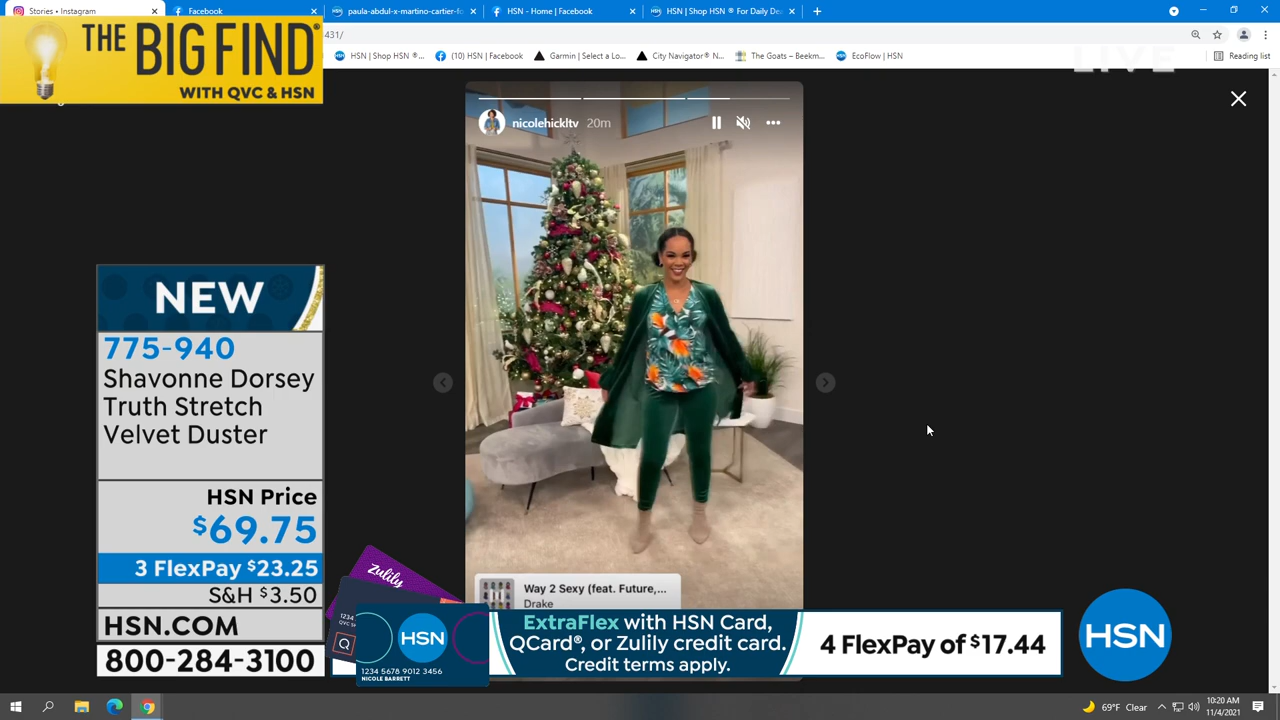 Stories • Instagram
Facebook
paula-abdul-x-martino-cartier-fo
HSN - Home | Facebook
HSN | Shop HSN ® For Daily De
431/
HSN | Shop HSN ®...
(10) HSN | Facebook
Garmin | Select a Lo...
City Navigator® N...
The Goats – Beekm...
EcoFlow | HSN
Reading list
THE BIG FIND®
WITH QVC & HSN
LIVE
nicolehickltv 20m
NEW
775-940
Shavonne Dorsey
Truth Stretch
Velvet Duster
HSN Price
$69.75
3 FlexPay $23.25
S&H $3.50
HSN.COM
800-284-3100
Way 2 Sexy (feat. Future,...
Drake
Zulily
1234
Q
HSN
1234 5678 9012 3456
NICOLE BARRETT
ExtraFlex with HSN Card,
QCard®, or Zulily credit card.
Credit terms apply.
4 FlexPay of $17.44
HSN
69°F Clear
10:20 AM
11/4/2021